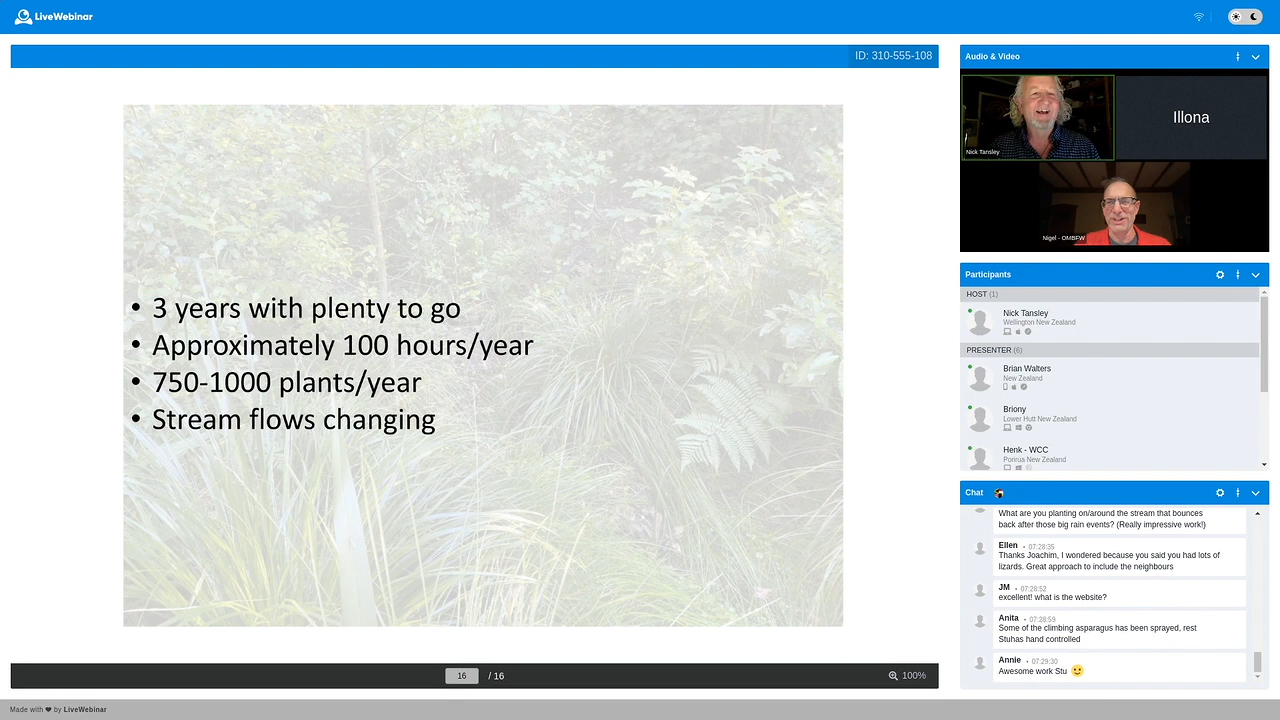 LiveWebinar
ID: 310-555-108
• 3 years with plenty to go
• Approximately 100 hours/year
• 750-1000 plants/year
• Stream flows changing
16 / 16
100%
Made with ❤ by LiveWebinar
Audio & Video
Nick Tansley
Illona
Nigel - OMBFW
Participants
HOST (1)
Nick Tansley
Wellington New Zealand
PRESENTER (6)
Brian Walters
New Zealand
Briony
Lower Hutt New Zealand
Henk - WCC
Porirua New Zealand
Chat
What are you planting on/around the stream that bounces
back after those big rain events? (Really impressive work!)
Ellen • 07:28:35
Thanks Joachim, I wondered because you said you had lots of
lizards. Great approach to include the neighbours
JM • 07:28:52
excellent! what is the website?
Anita • 07:28:59
Some of the climbing asparagus has been sprayed, rest
Stuhas hand controlled
Annie • 07:29:30
Awesome work Stu 🙂